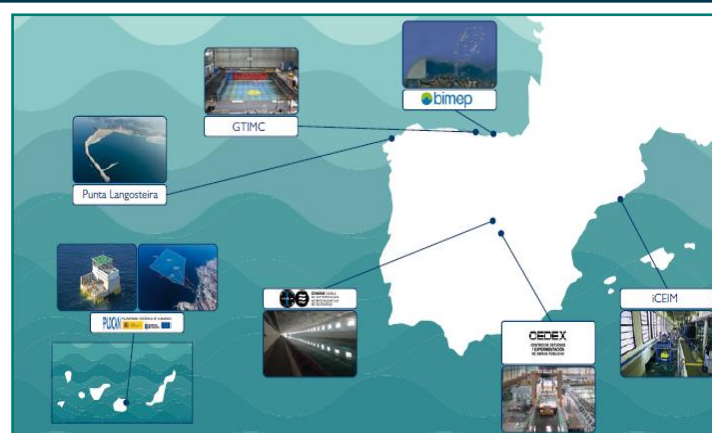 bimep
GTIMC
Punta Langosteira
PLOCAN
iCEIM
CEDEX
CENTRO DE ESTUDIOS
Y EXPERIMENTACIÓN
DE OBRAS PÚBLICAS